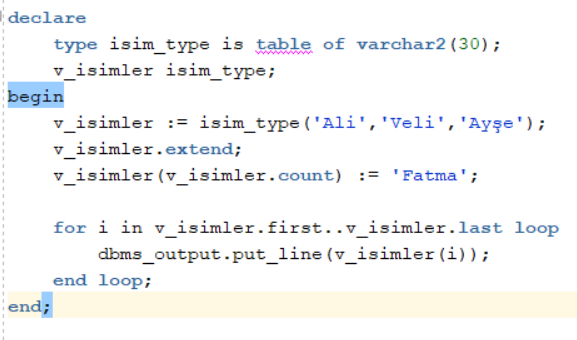 declare
    type isim_type is table of varchar2(30);
    v_isimler isim_type;
begin
    v_isimler := isim_type('Ali','Veli','Ayşe');
    v_isimler.extend;
    v_isimler(v_isimler.count) := 'Fatma';

    for i in v_isimler.first..v_isimler.last loop
        dbms_output.put_line(v_isimler(i));
    end loop;
end;